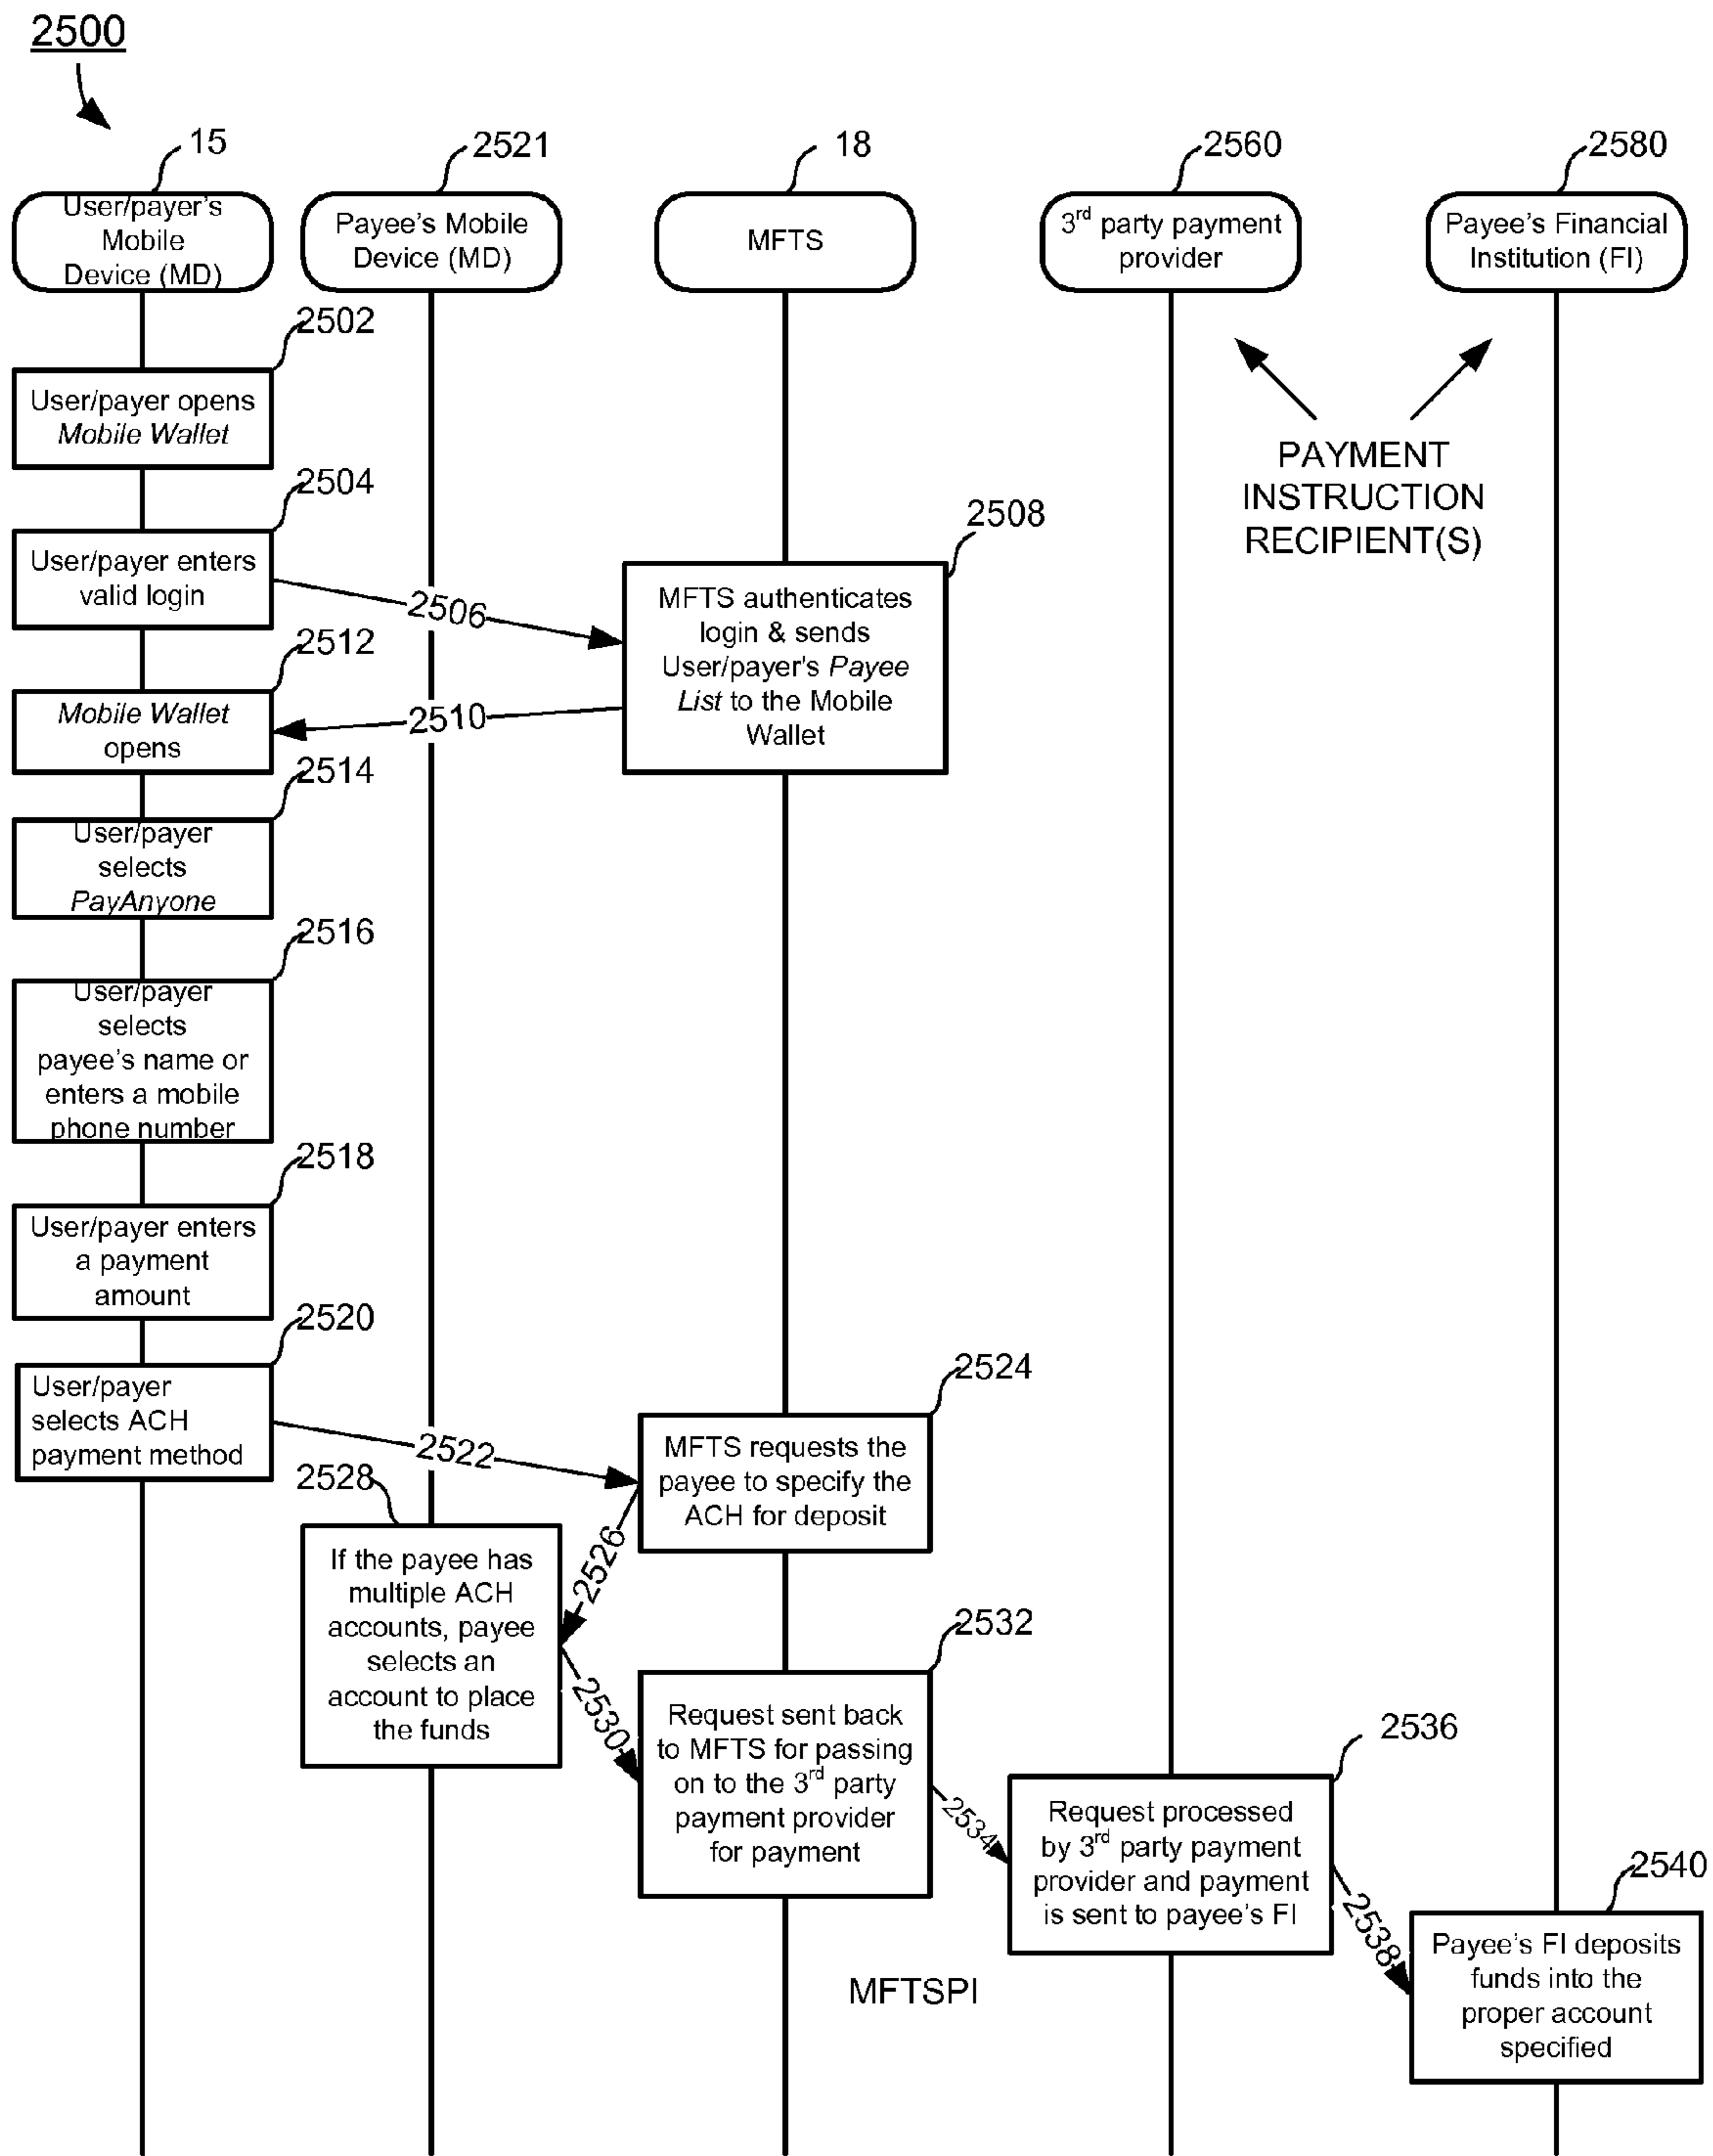 2500
15
2521
18
2560
2580
User/payer's
Mobile
Device (MD)
Payee's Mobile
Device (MD)
MFTS
3rd party payment
provider
Payee's Financial
Institution (FI)
2502
User/payer opens
Mobile Wallet
PAYMENT
INSTRUCTION
RECIPIENT(S)
2504
User/payer enters
valid login
2506
2508
MFTS authenticates
login & sends
User/payer's Payee
List to the Mobile
Wallet
2510
2512
Mobile Wallet
opens
2514
User/payer
selects
PayAnyone
2516
User/payer
selects
payee's name or
enters a mobile
phone number
2518
User/payer enters
a payment
amount
2520
User/payer
selects ACH
payment method
2522
2524
MFTS requests the
payee to specify the
ACH for deposit
2526
2528
If the payee has
multiple ACH
accounts, payee
selects an
account to place
the funds
2530
2532
Request sent back
to MFTS for passing
on to the 3rd party
payment provider
for payment
2534
2536
Request processed
by 3rd party payment
provider and payment
is sent to payee's FI
2538
2540
Payee's FI deposits
funds into the
proper account
specified
MFTSPI